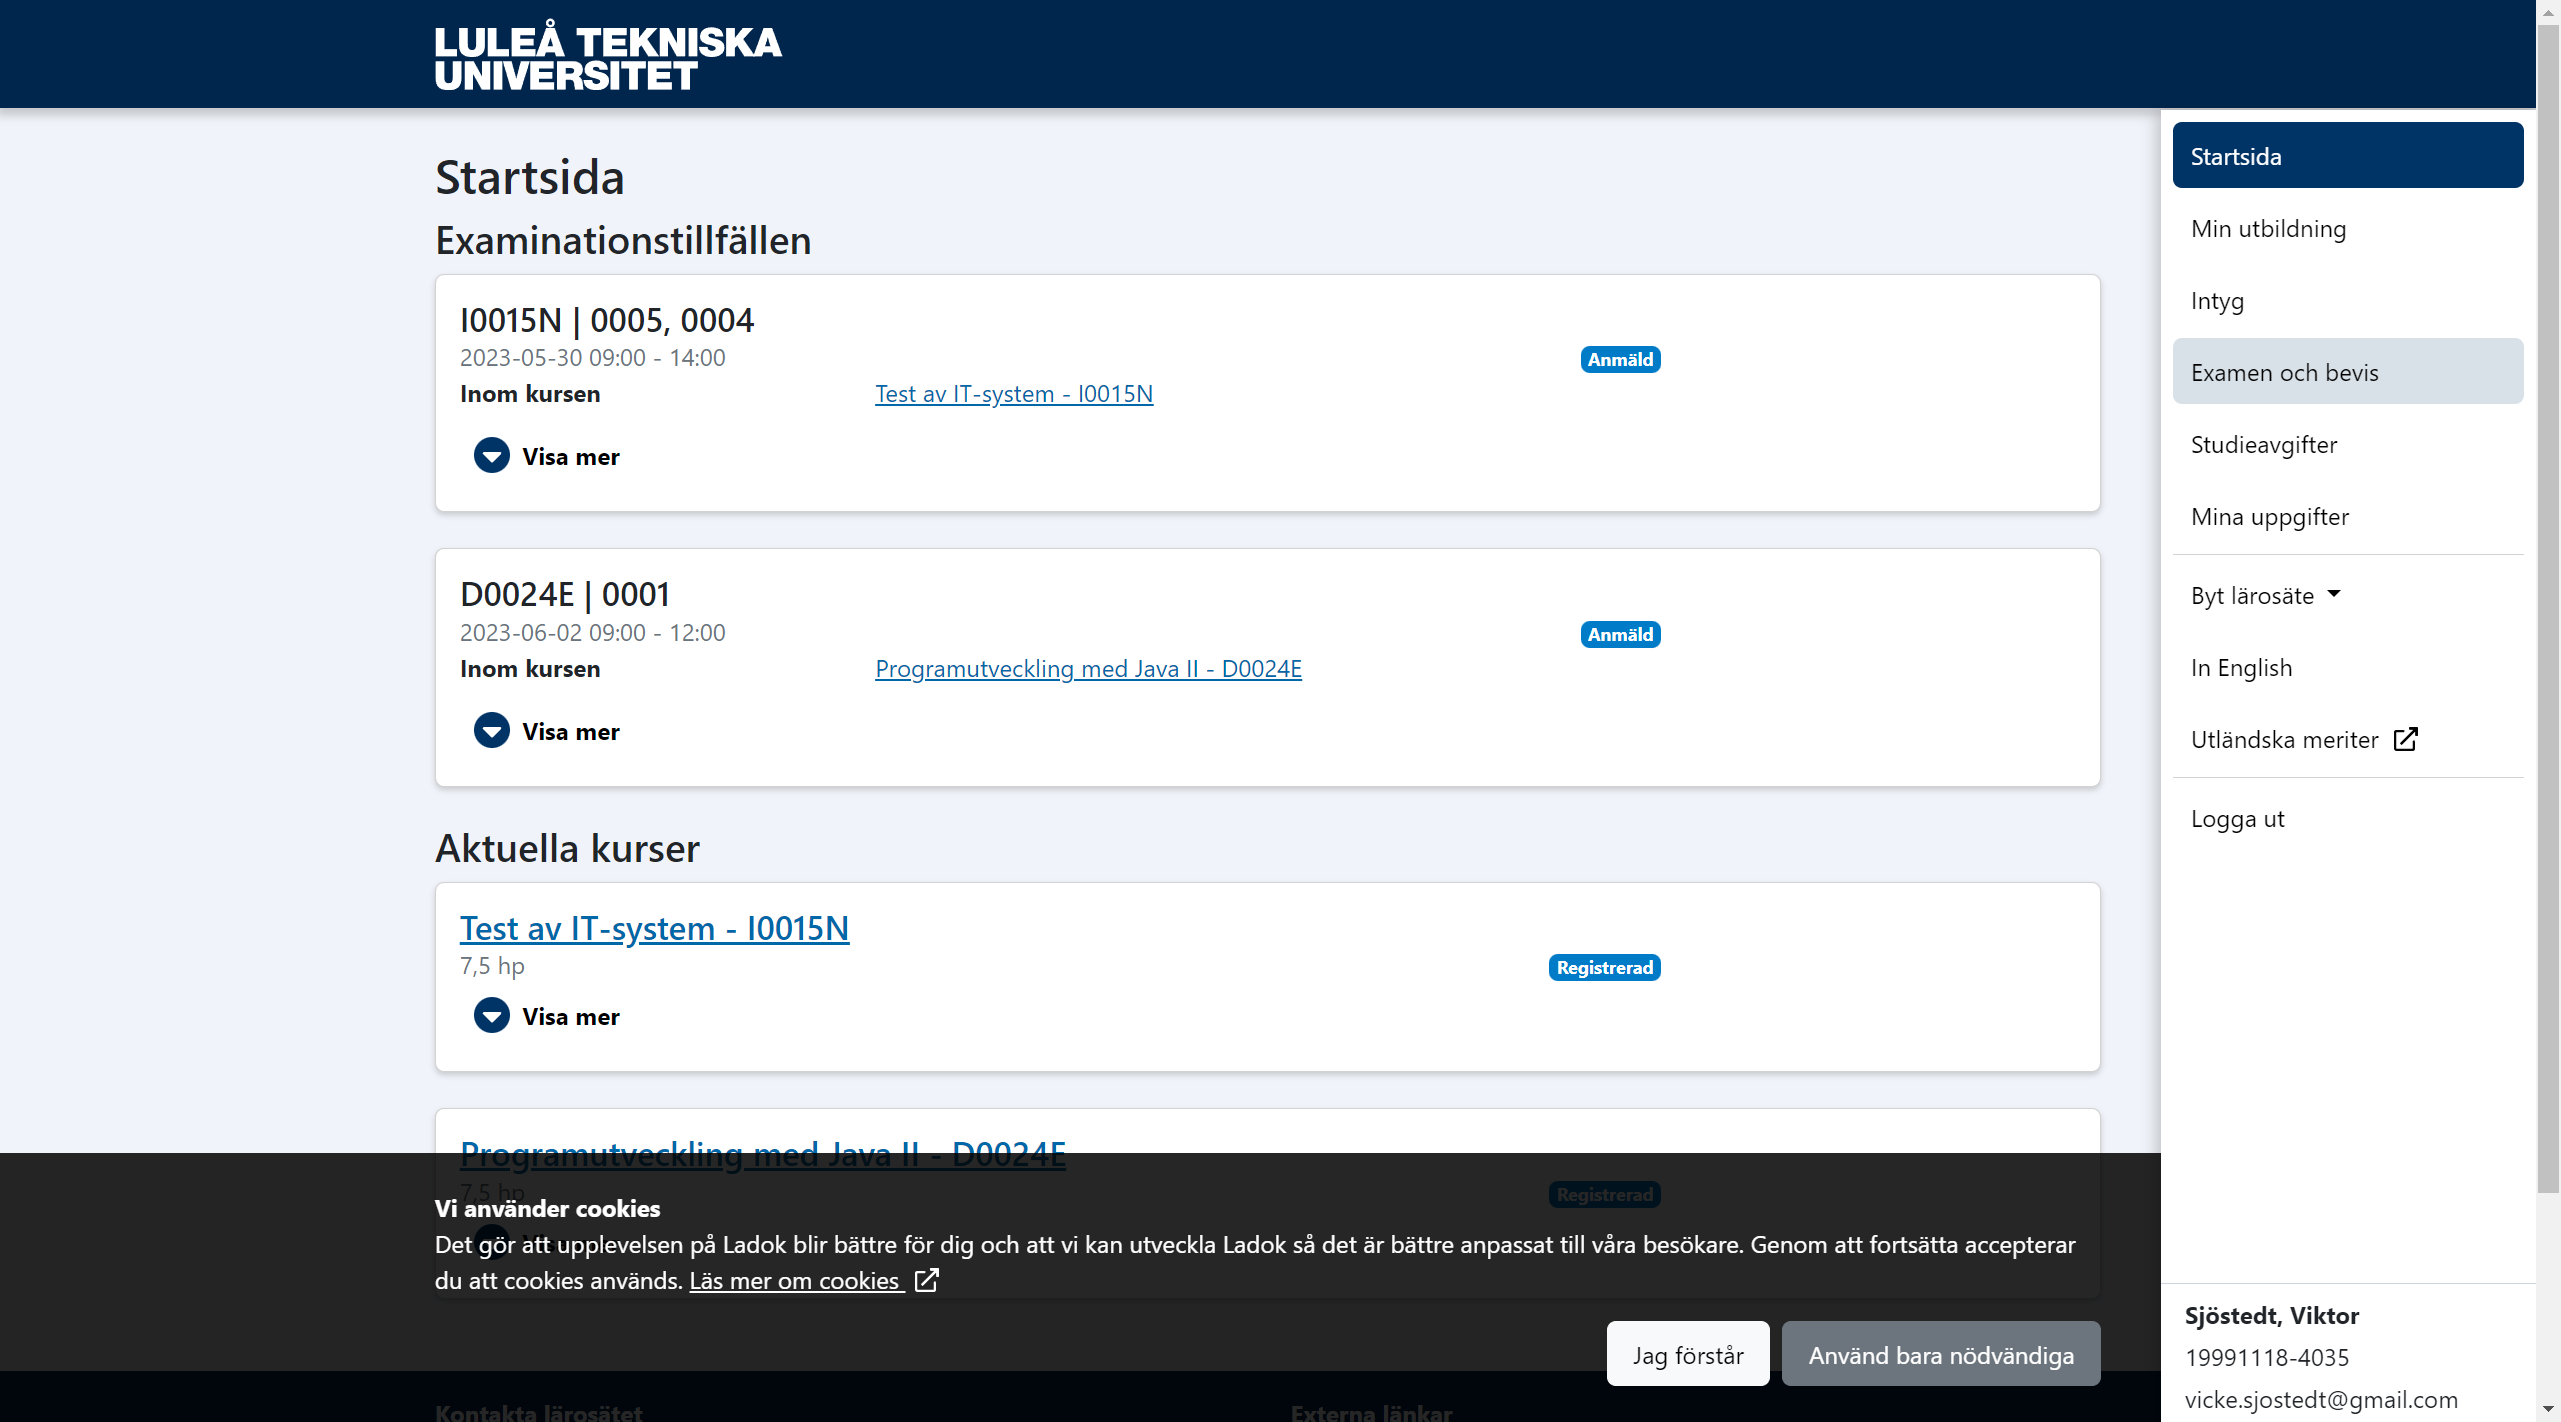 LULEÅ TEKNISKA
UNIVERSITET
Startsida
Examinationstillfällen
I0015N | 0005, 0004
2023-05-30 09:00 - 14:00
Anmäld
Inom kursen
Test av IT-system - I0015N
Visa mer
D0024E | 0001
2023-06-02 09:00 - 12:00
Anmäld
Inom kursen
Programutveckling med Java II - D0024E
Visa mer
Aktuella kurser
Test av IT-system - I0015N
7,5 hp
Registrerad
Visa mer
Programutveckling med Java II - D0024E
7,5 hp
Registrerad
Visa mer
Vi använder cookies
Det gör att upplevelsen på Ladok blir bättre för dig och att vi kan utveckla Ladok så det är bättre anpassat till våra besökare. Genom att fortsätta accepterar
du att cookies används. Läs mer om cookies
Jag förstår
Använd bara nödvändiga
Kontakta lärosätet
Externa länkar
Startsida
Min utbildning
Intyg
Examen och bevis
Studieavgifter
Mina uppgifter
Byt lärosäte
In English
Utländska meriter
Logga ut
Sjöstedt, Viktor
19991118-4035
vicke.sjostedt@gmail.com